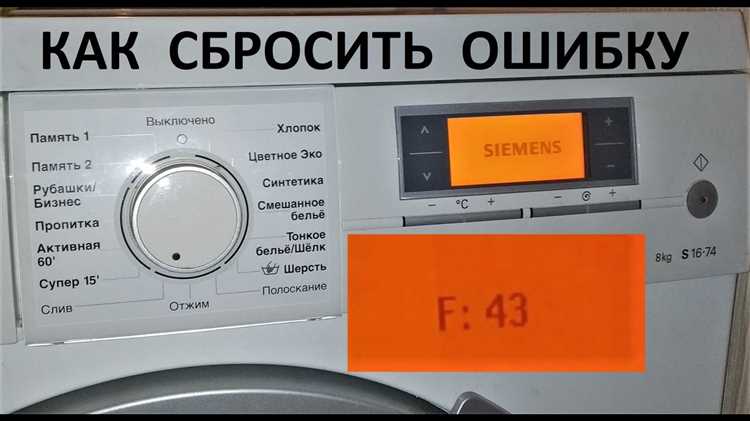 КАК СБРОСИТЬ ОШИБКУ
Выключено
Память 1
Память 2
Рубашки/
Бизнес
Пропитка
Активная
60'
Супер 15'
Слив
Отжим
Хлопок
Цветное Эко
Синтетика
Смешанное
бельё
Тонкое
бельё/Шёлк
Шерсть
Полоскание
SIEMENS
− °C +
− +
8kg S 16·74
F: 43